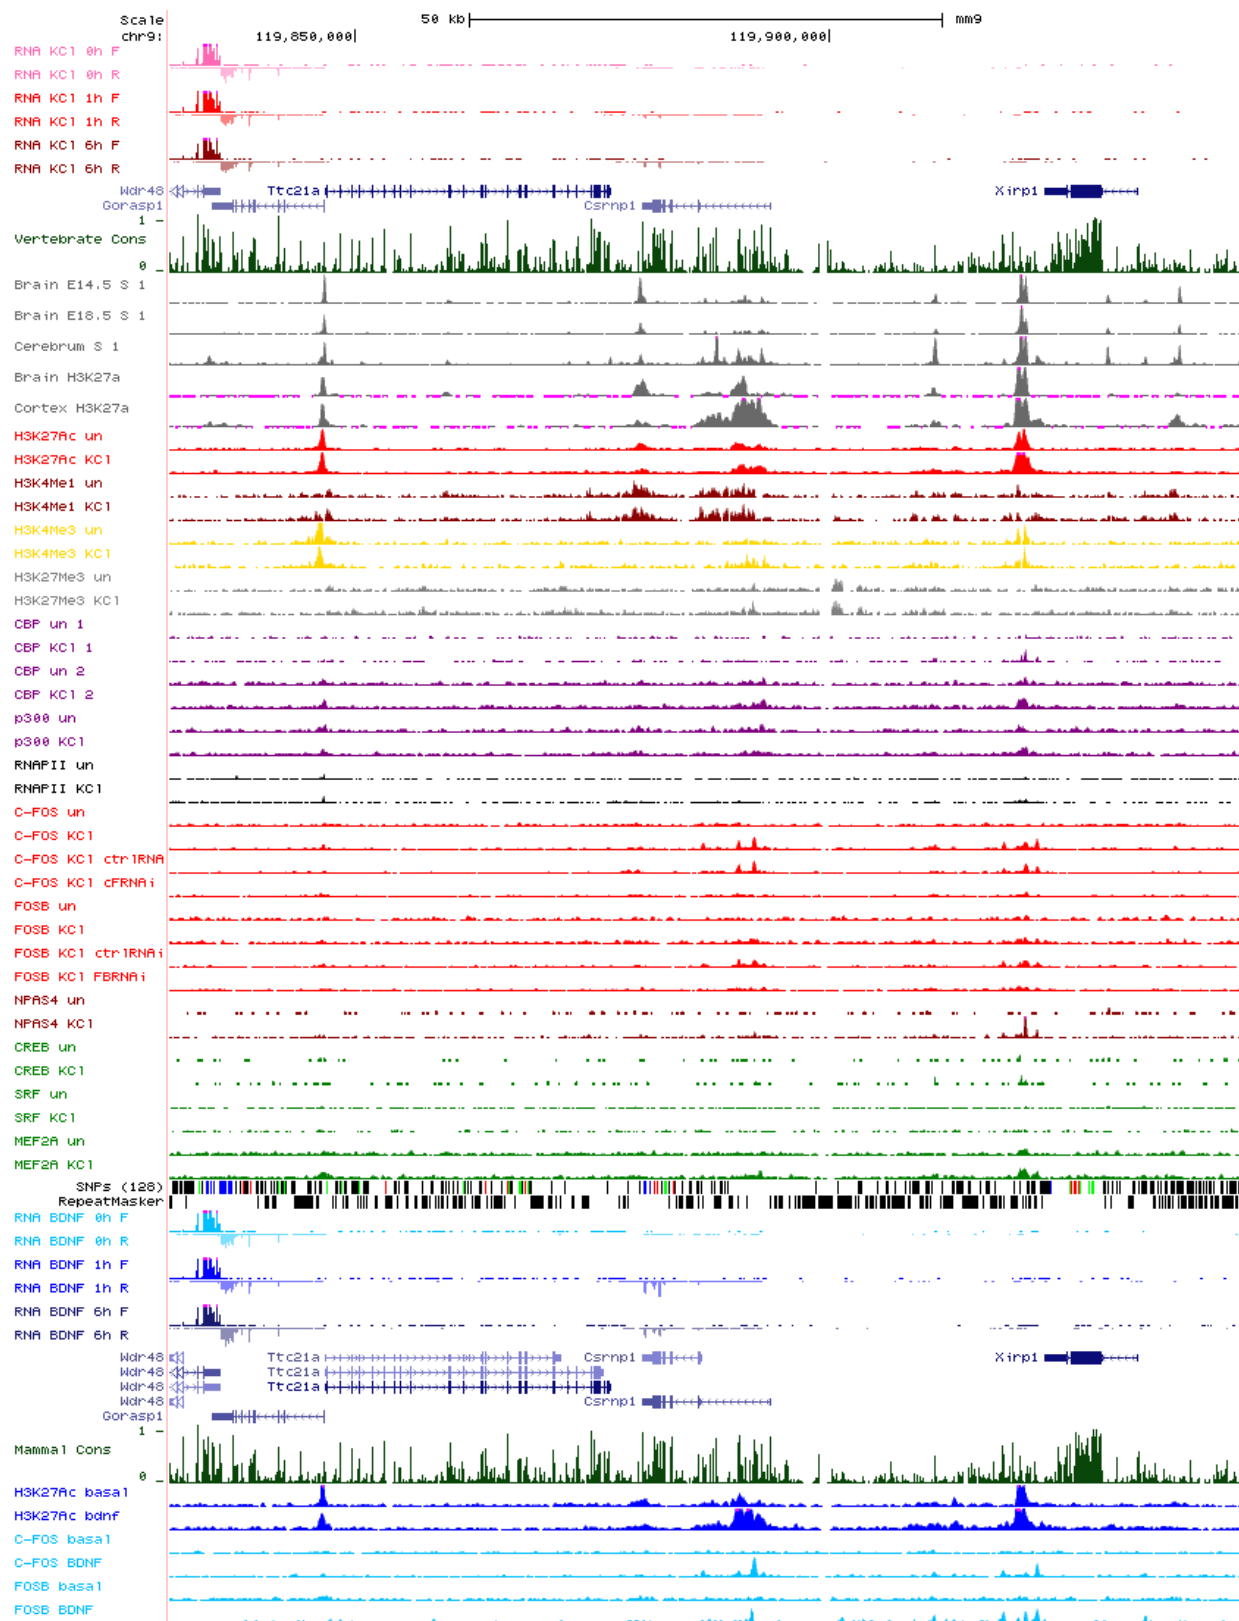 Scale 50 kb mm9
chr9: 119,850,000 119,900,000
RNA KCl 0h F
RNA KCl 0h R
RNA KCl 1h F
RNA KCl 1h R
RNA KCl 6h F
RNA KCl 6h R
Wdr48 Ttc21a Xirp1
Gorasp1 Csrnp1
1
Vertebrate Cons
0
Brain E14.5 S 1
Brain E18.5 S 1
Cerebrum S 1
Brain H3K27a
Cortex H3K27a
H3K27Ac un
H3K27Ac KCl
H3K4Me1 un
H3K4Me1 KCl
H3K4Me3 un
H3K4Me3 KCl
H3K27Me3 un
H3K27Me3 KCl
CBP un 1
CBP KCl 1
CBP un 2
CBP KCl 2
p300 un
p300 KCl
RNAPII un
RNAPII KCl
C-FOS un
C-FOS KCl
C-FOS KCl ctrlRNA
C-FOS KCl cFRNAi
FOSB un
FOSB KCl
FOSB KCl ctrlRNAi
FOSB KCl FBRNAi
NPAS4 un
NPAS4 KCl
CREB un
CREB KCl
SRF un
SRF KCl
MEF2A un
MEF2A KCl
SNPs (128)
RepeatMasker
RNA BDNF 0h F
RNA BDNF 0h R
RNA BDNF 1h F
RNA BDNF 1h R
RNA BDNF 6h F
RNA BDNF 6h R
Wdr48 Ttc21a Csrnp1 Xirp1
Wdr48 Ttc21a
Wdr48 Ttc21a
Wdr48 Csrnp1
Gorasp1
1
Mammal Cons
0
H3K27Ac basal
H3K27Ac bdnf
C-FOS basal
C-FOS BDNF
FOSB basal
FOSB BDNF